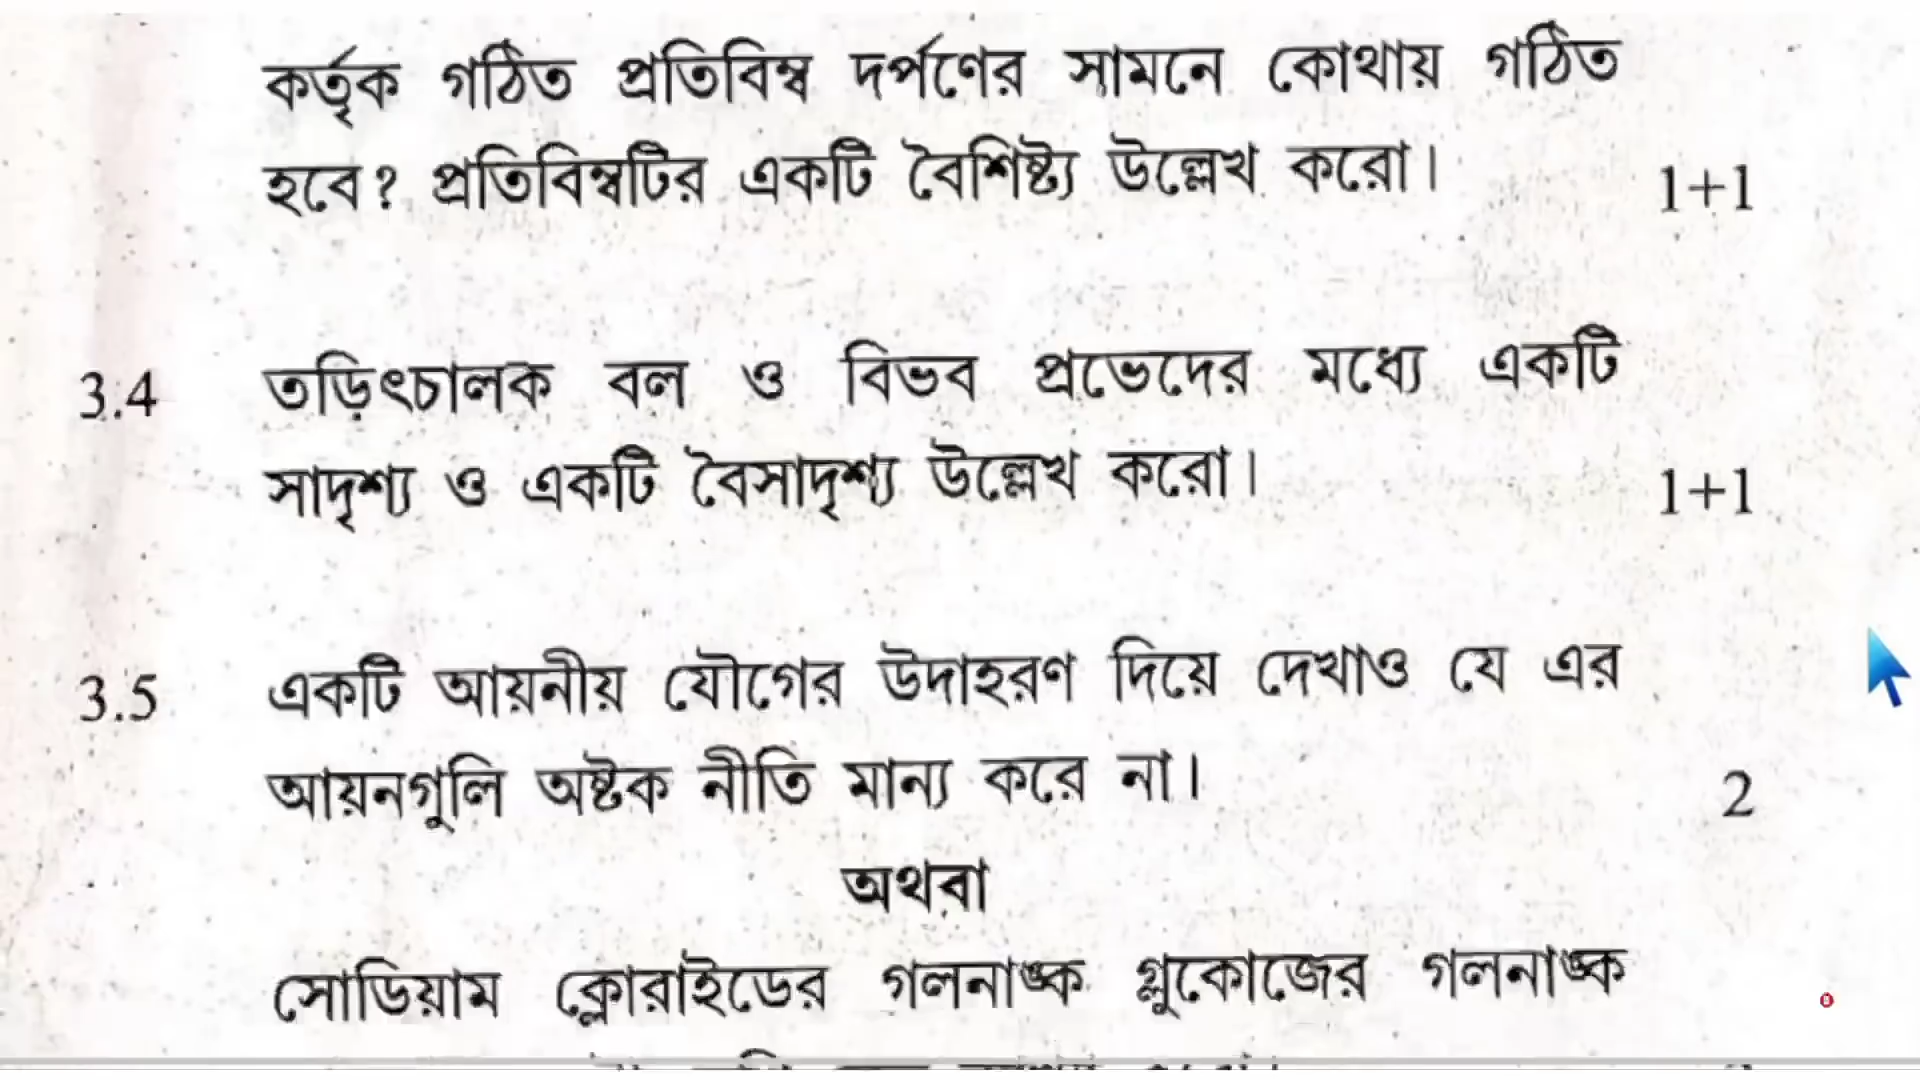 কর্তৃক গঠিত প্রতিবিম্ব দর্পণের সামনে কোথায় গঠিত
হবে? প্রতিবিম্বটির একটি বৈশিষ্ট্য উল্লেখ করো। 1+1
3.4 তড়িৎচালক বল ও বিভব প্রভেদের মধ্যে একটি
সাদৃশ্য ও একটি বৈসাদৃশ্য উল্লেখ করো। 1+1
3.5 একটি আয়নীয় যৌগের উদাহরণ দিয়ে দেখাও যে এর
আয়নগুলি অষ্টক নীতি মান্য করে না। 2
অথবা
সোডিয়াম ক্লোরাইডের গলনাঙ্ক গ্লুকোজের গলনাঙ্ক